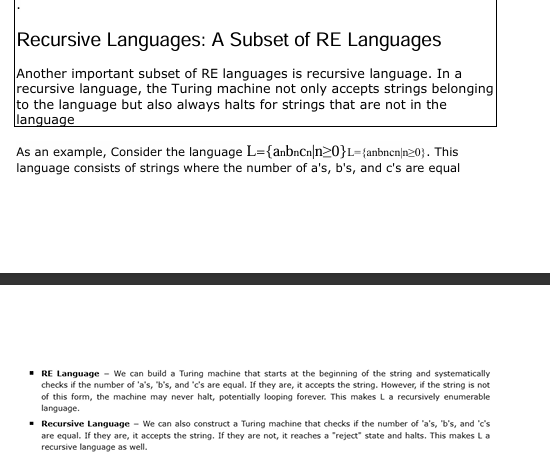 .
Recursive Languages: A Subset of RE Languages
Another important subset of RE languages is recursive language. In a
recursive language, the Turing machine not only accepts strings belonging
to the language but also always halts for strings that are not in the
language
As an example, Consider the language L={anbncn|n≥0}L={anbncn|n≥0}. This
language consists of strings where the number of a's, b's, and c's are equal
▪ RE Language – We can build a Turing machine that starts at the beginning of the string and systematically
checks if the number of 'a's, 'b's, and 'c's are equal. If they are, it accepts the string. However, if the string is not
of this form, the machine may never halt, potentially looping forever. This makes L a recursively enumerable
language.
▪ Recursive Language – We can also construct a Turing machine that checks if the number of 'a's, 'b's, and 'c's
are equal. If they are, it accepts the string. If they are not, it reaches a "reject" state and halts. This makes L a
recursive language as well.